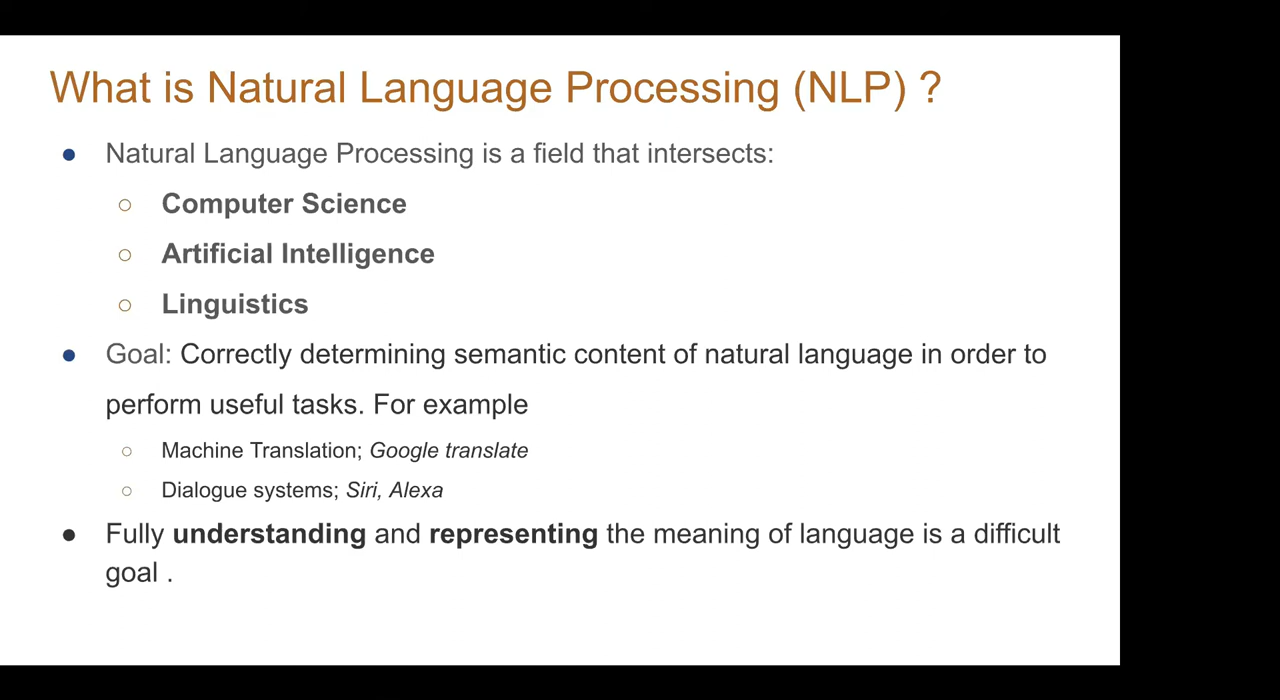 What is Natural Language Processing (NLP) ?
● Natural Language Processing is a field that intersects:
○ Computer Science
○ Artificial Intelligence
○ Linguistics
● Goal: Correctly determining semantic content of natural language in order to
perform useful tasks. For example
○ Machine Translation; Google translate
○ Dialogue systems; Siri, Alexa
● Fully understanding and representing the meaning of language is a difficult
goal .